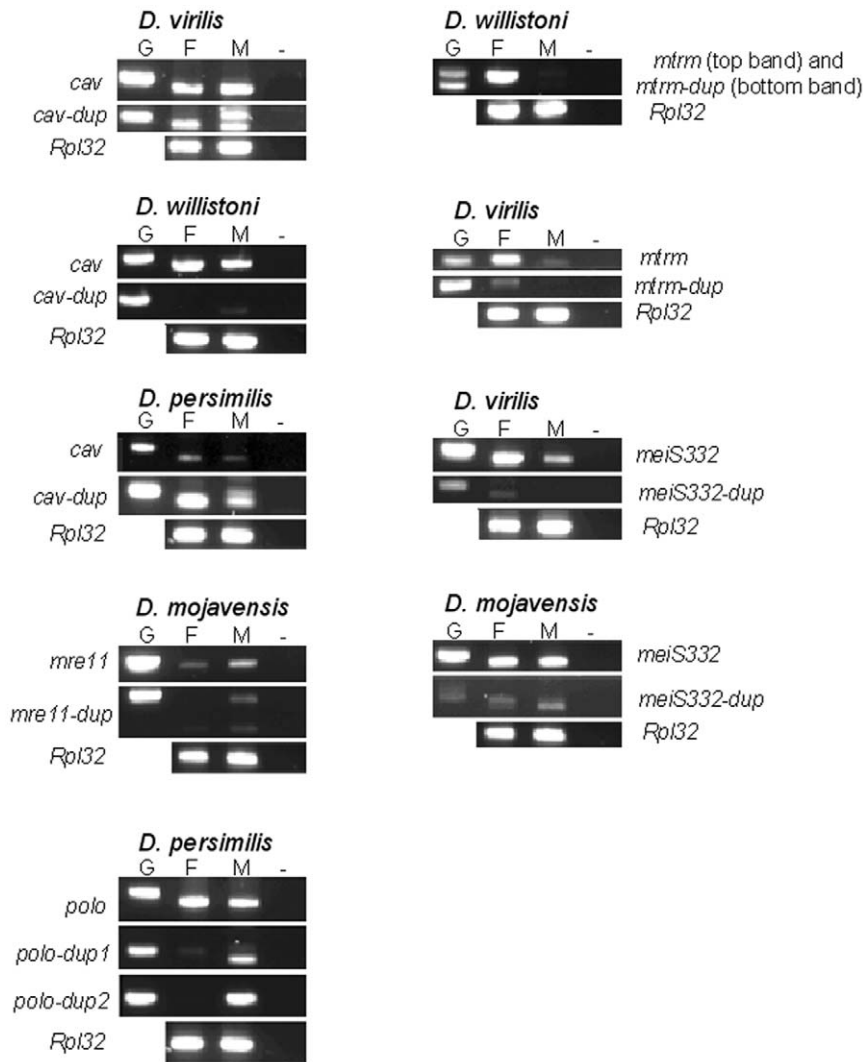 D. virilis
G F M -
cav
cav-dup
Rpl32
D. willistoni
G F M -
cav
cav-dup
Rpl32
D. persimilis
G F M -
cav
cav-dup
Rpl32
D. mojavensis
G F M -
mre11
mre11-dup
Rpl32
D. persimilis
G F M -
polo
polo-dup1
polo-dup2
Rpl32
D. willistoni
G F M -
mtrm (top band) and
mtrm-dup (bottom band)
Rpl32
D. virilis
G F M -
mtrm
mtrm-dup
Rpl32
D. virilis
G F M -
meiS332
meiS332-dup
Rpl32
D. mojavensis
G F M -
meiS332
meiS332-dup
Rpl32